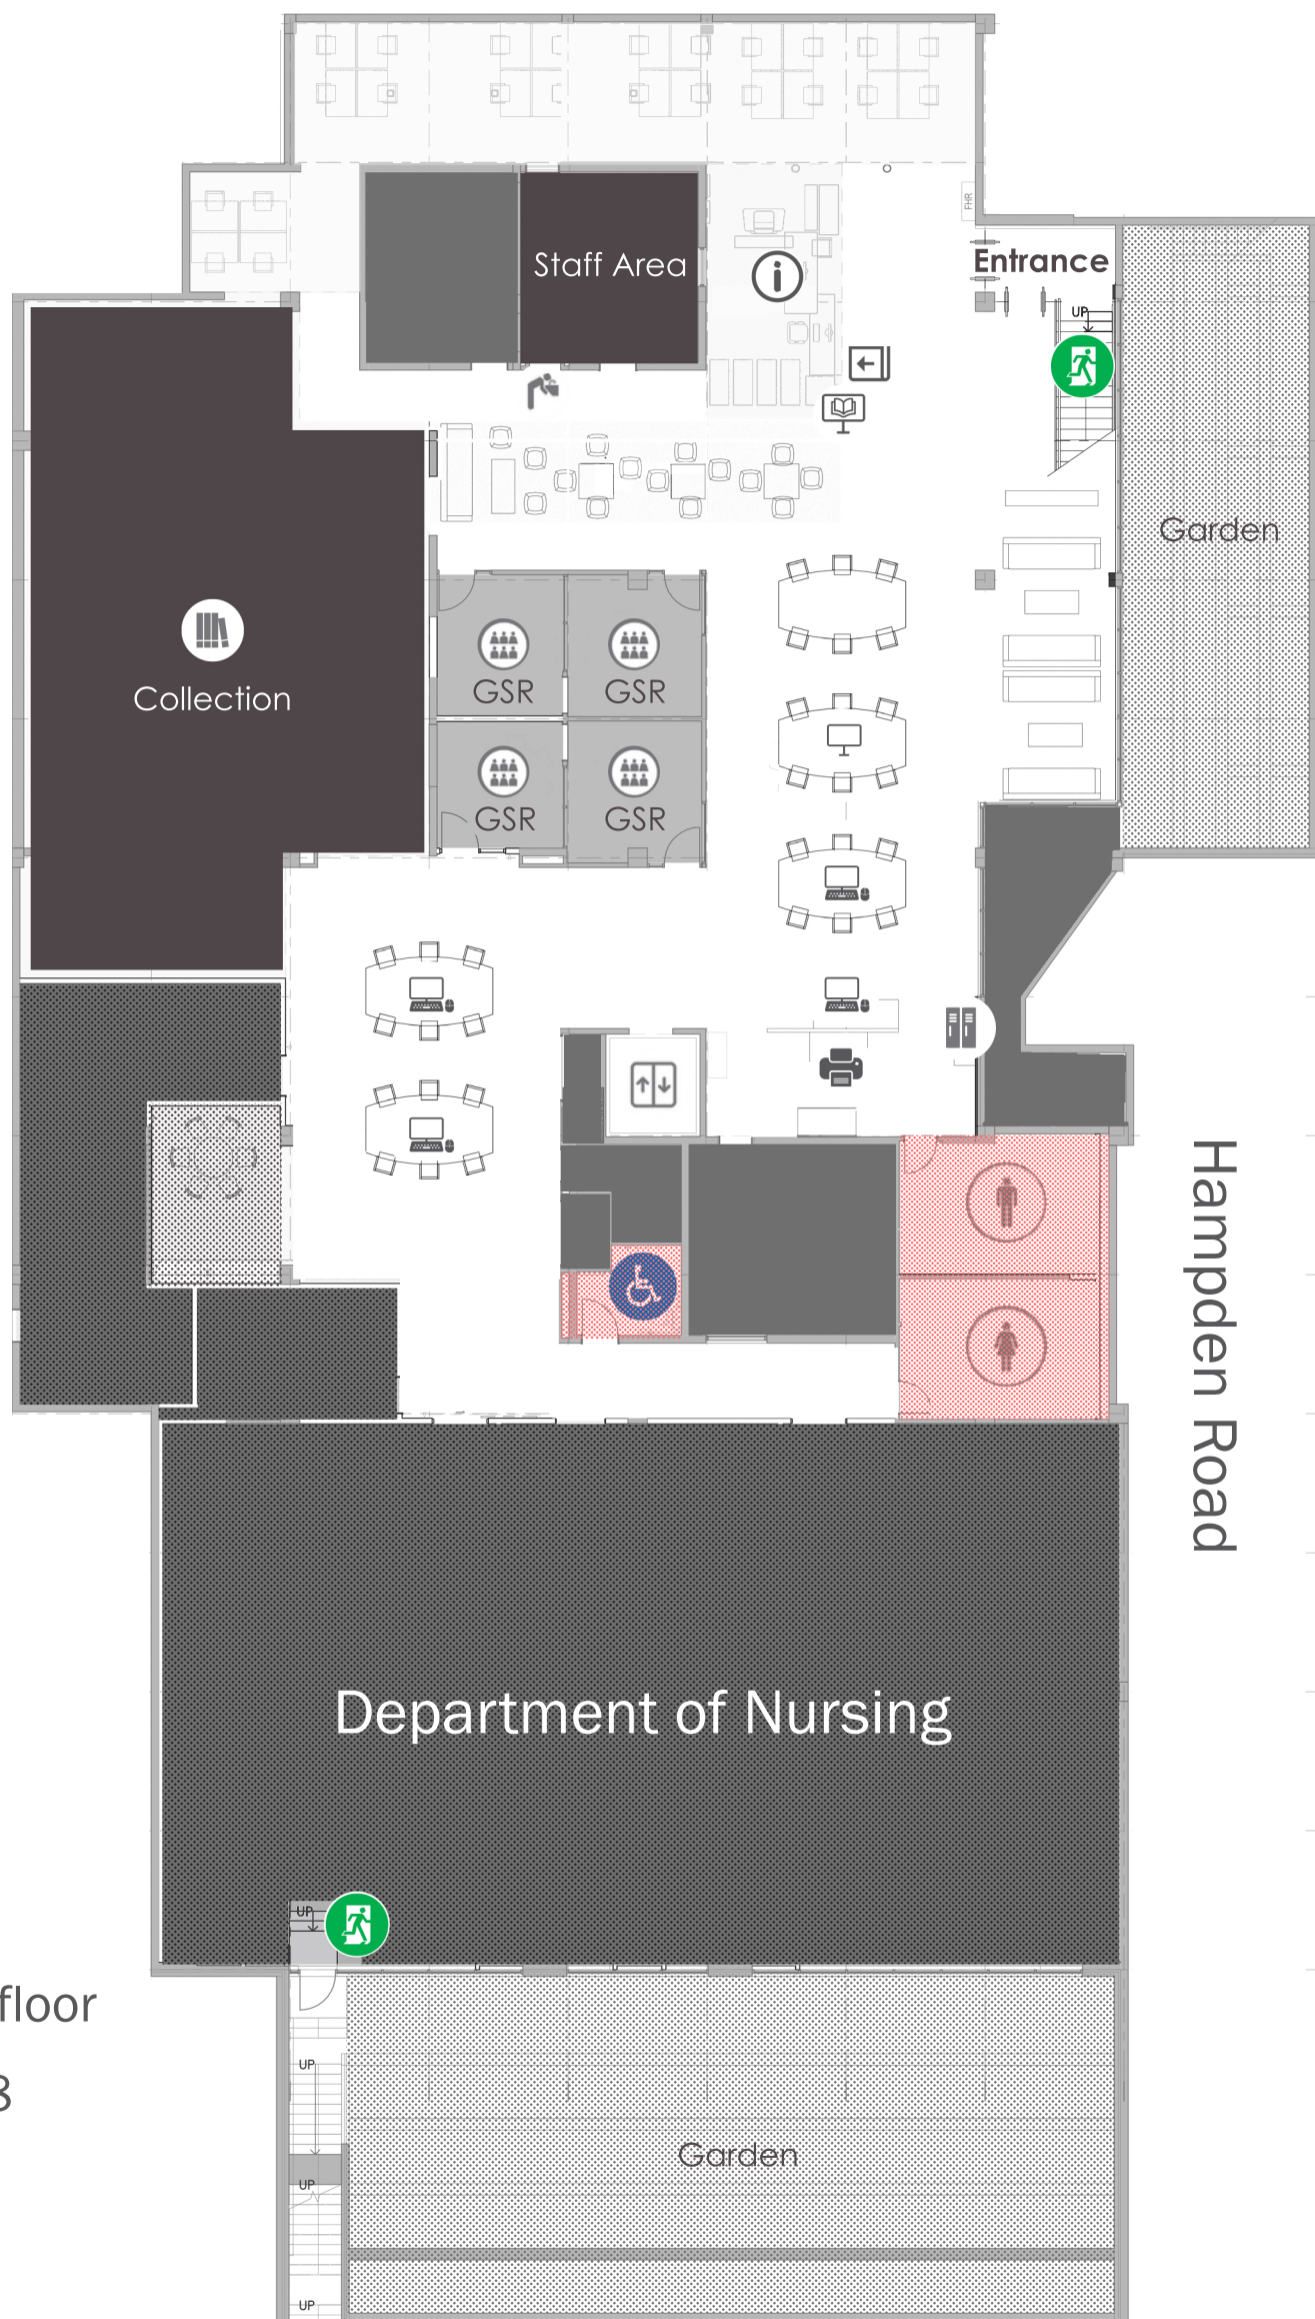 FHR
Entrance
Staff Area
UP
Garden
GSR
GSR
Collection
GSR
GSR
Hampden Road
Department of Nursing
UP
floor
UP
8
Garden
UP
UP